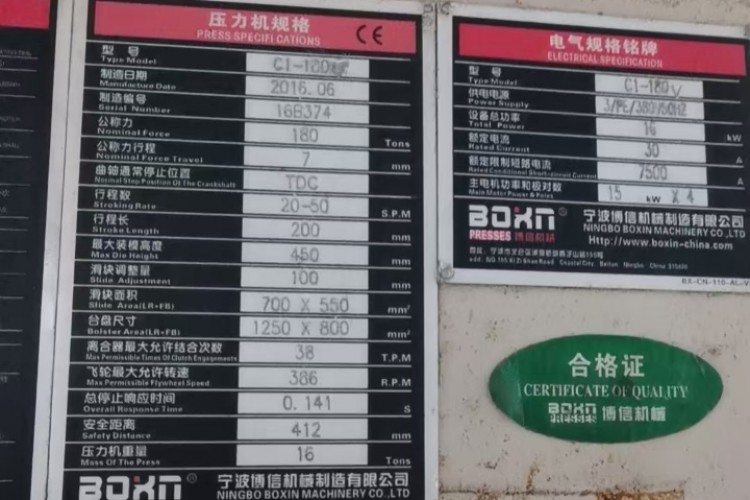 压力机规格
PRESS SPECIFICATIONS
CE
型号
Type Model
C1-180
制造日期
Manufacture Date
2016.06
制造编号
Serial Number
16B374
公称力
Nominal Force
180
Tons
公称力行程
Nominal Force Travel
7
mm
曲轴通常停止位置
Normal Stop Position Of The Crankshaft
TDC
行程数
Stroking Rate
20-50
S.P.M
行程长
Stroke Length
200
mm
最大装模高度
Max Die Height
450
mm
滑块调整量
Slide Adjustment
100
mm
滑块面积
Slide Area(LR×FB)
700 X 550
mm²
台盘尺寸
Bolster Area(LR×FB)
1250 X 800
mm²
离合器最大允许结合次数
Max Permissible Times Of Clutch Engagements
38
T.P.M
飞轮最大允许转速
Max Permissible Flywheel Speed
386
R.P.M
总停止响应时间
Overall Response Time
0.141
S
安全距离
Safety Distance
412
mm
压力机重量
Mass Of The Press
16
Tons
BOXN
宁波博信机械制造有限公司
NINGBO BOXIN MACHINERY CO.,LTD
电气规格铭牌
ELECTRICAL SPECIFICATION
型号
Type Model
C1-180V
供电电源
Power Supply
3/PE/380/50HZ
设备总功率
Total Power
16
kW
额定电流
Rated Current
30
A
额定限制短路电流
Rated Conditional Short-circuit Current
7500
A
主电机功率和极对数
Main Motor Power & Poles
15 kW X 4
BOXN
PRESSES 博信机械
宁波博信机械制造有限公司
NINGBO BOXIN MACHINERY CO.,LTD
Http://www.boxin-china.com
合格证
CERTIFICATE OF QUALITY
BOXN
PRESSES 博信机械